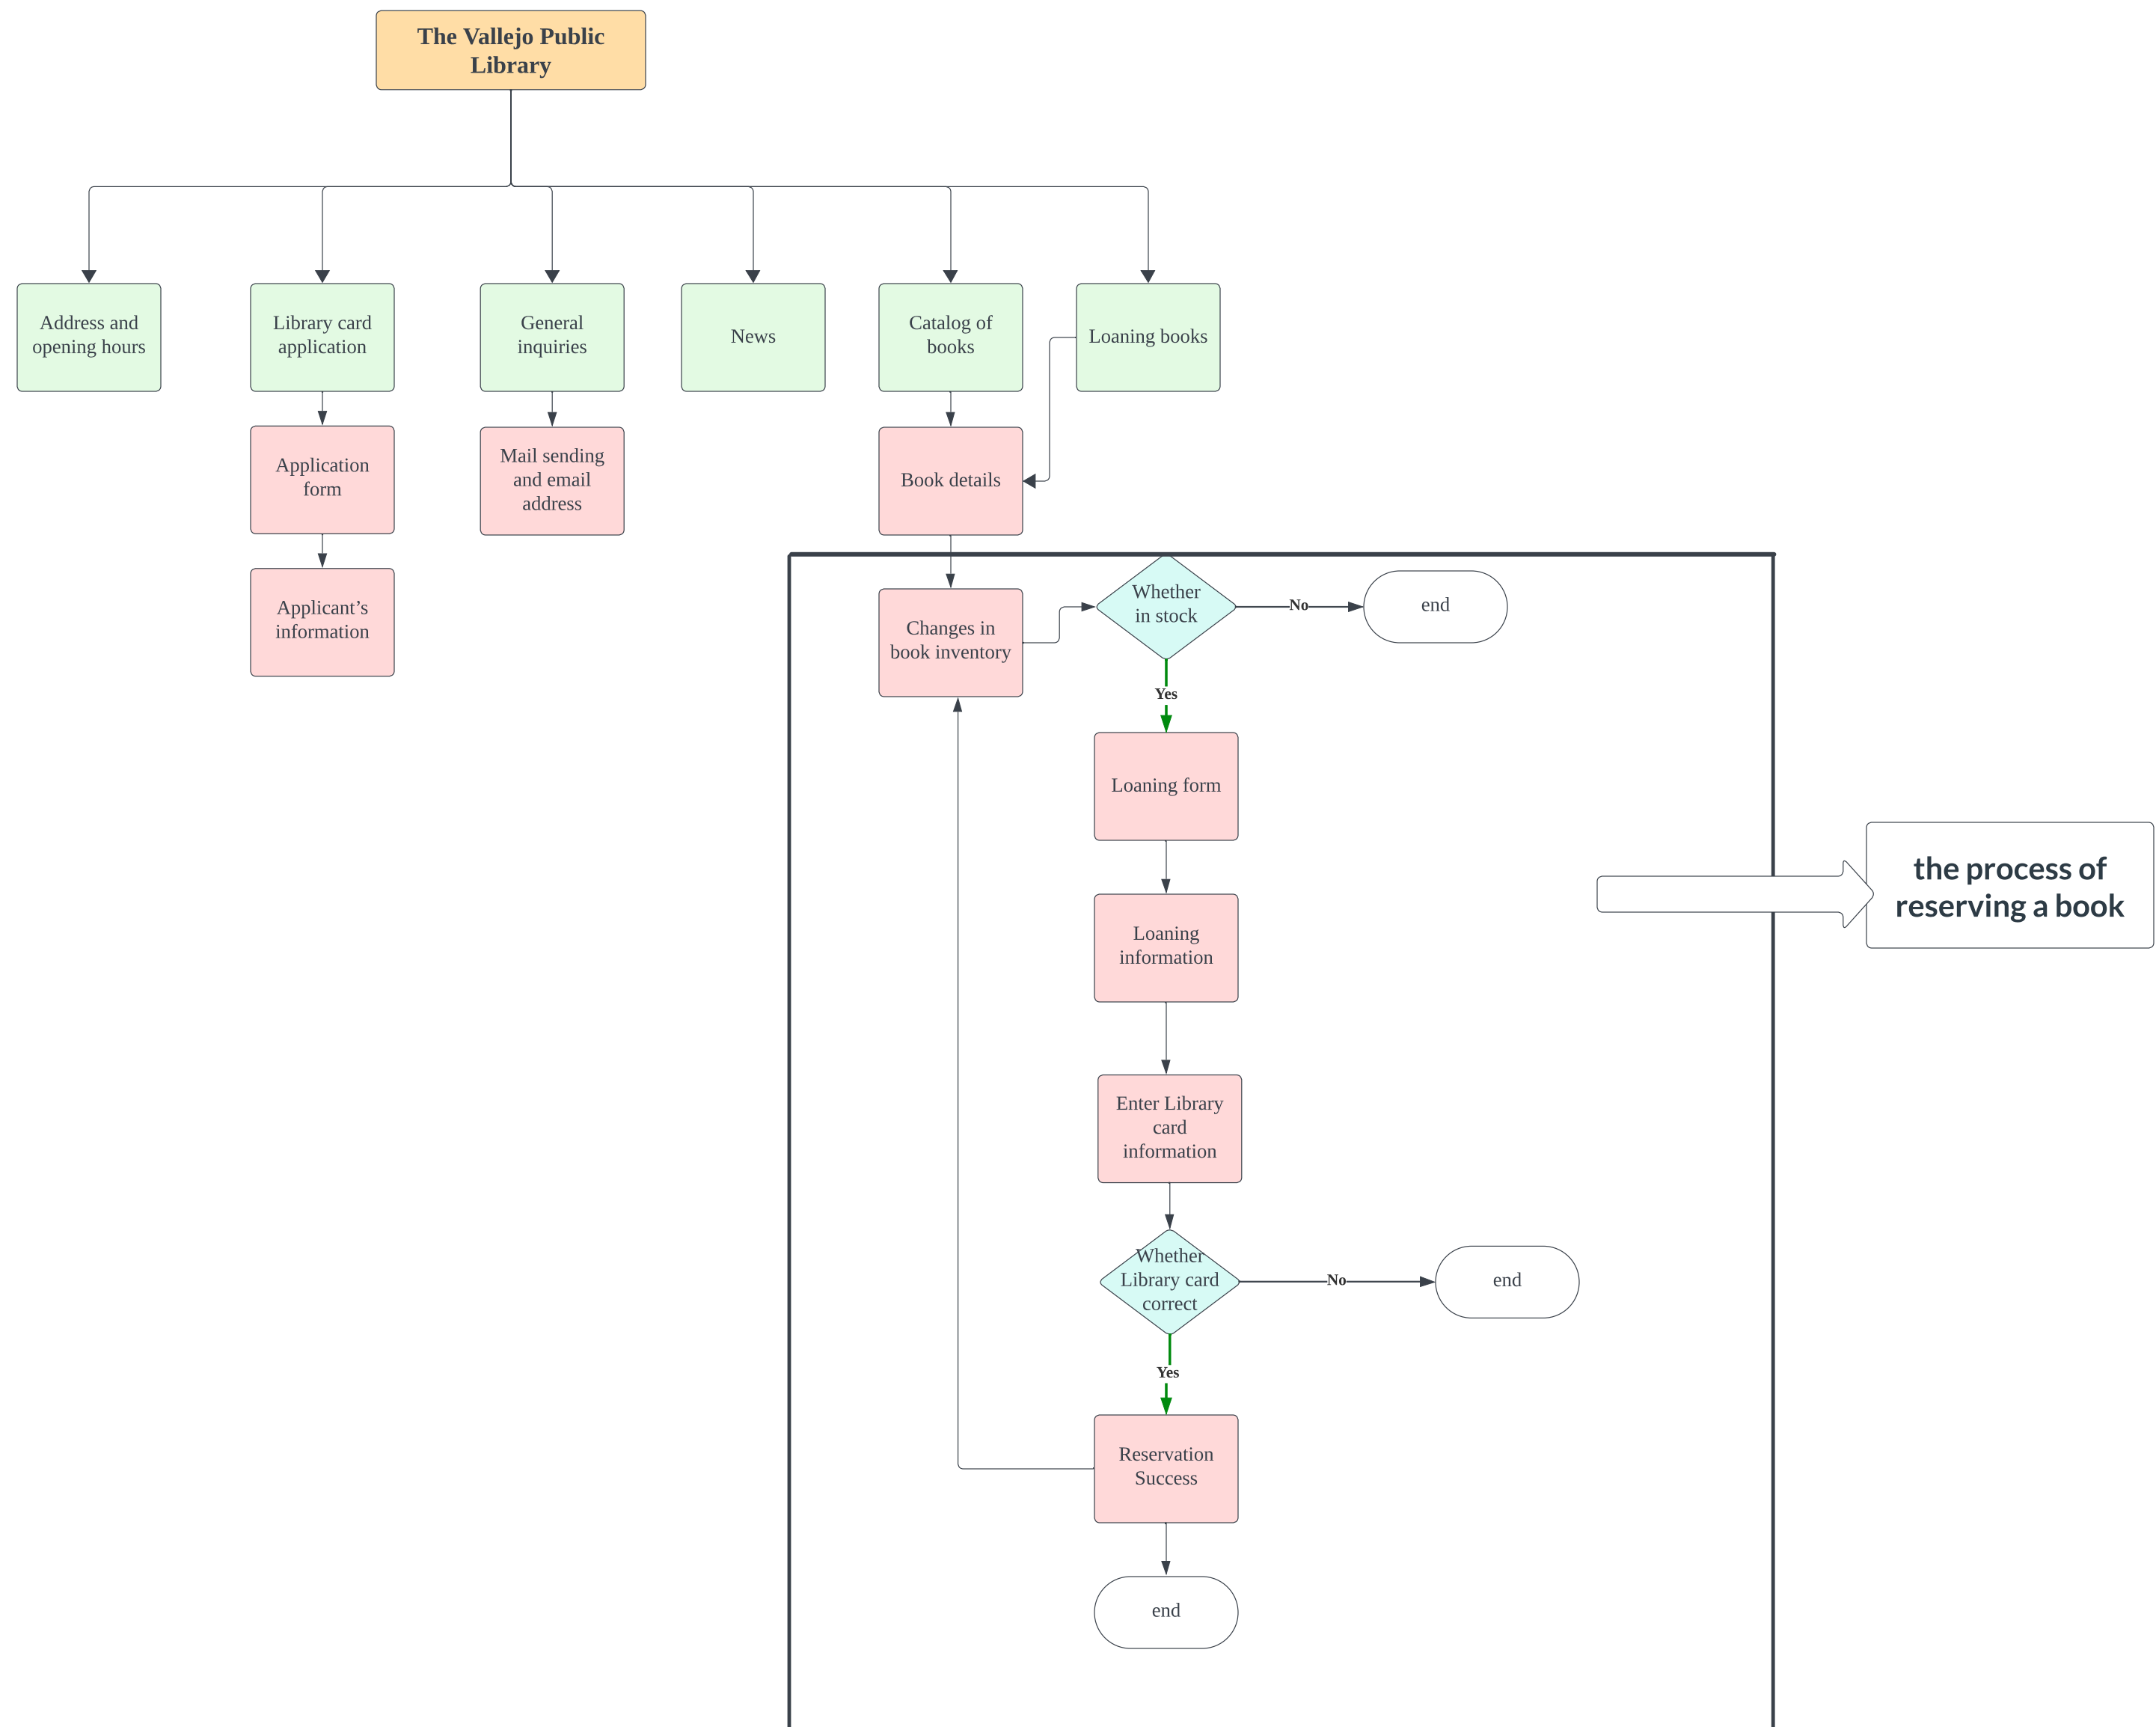 The Vallejo Public
Library
Address and
opening hours
Library card
application
General
inquiries
News
Catalog of
books
Loaning books
Application
form
Mail sending
and email
address
Book details
Applicant’s
information
Changes in
book inventory
Whether
in stock
No
end
Yes
Loaning form
Loaning
information
Enter Library
card
information
Whether
Library card
correct
No
end
Yes
Reservation
Success
end
the process of
reserving a book